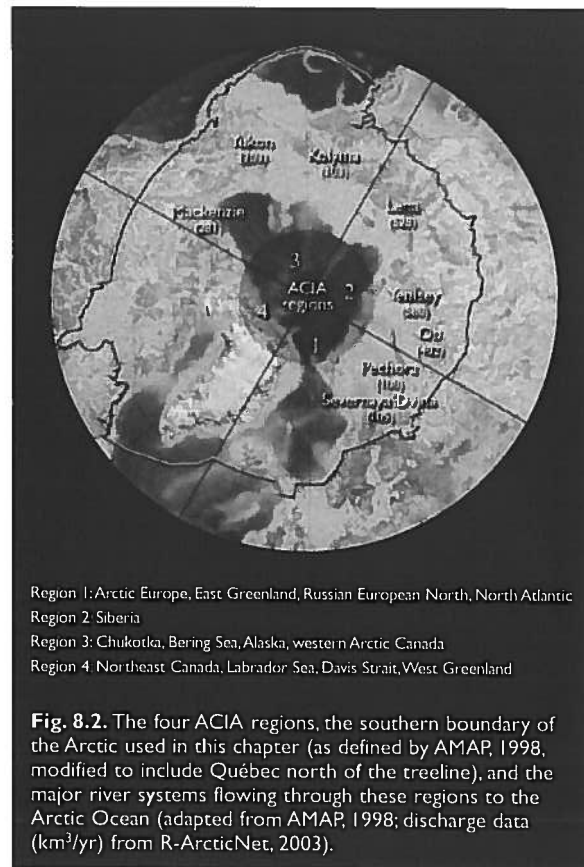 Yukon
Kolyma
Mackenzie
Lena
3
ACIA
regions
2
4
1
Yenisey
Ob
Pechora
Severnaya Dvina
Region 1: Arctic Europe, East Greenland, Russian European North, North Atlantic
Region 2: Siberia
Region 3: Chukotka, Bering Sea, Alaska, western Arctic Canada
Region 4: Northeast Canada, Labrador Sea, Davis Strait, West Greenland
Fig. 8.2. The four ACIA regions, the southern boundary of
the Arctic used in this chapter (as defined by AMAP, 1998,
modified to include Québec north of the treeline), and the
major river systems flowing through these regions to the
Arctic Ocean (adapted from AMAP, 1998; discharge data
(km³/yr) from R-ArcticNet, 2003).